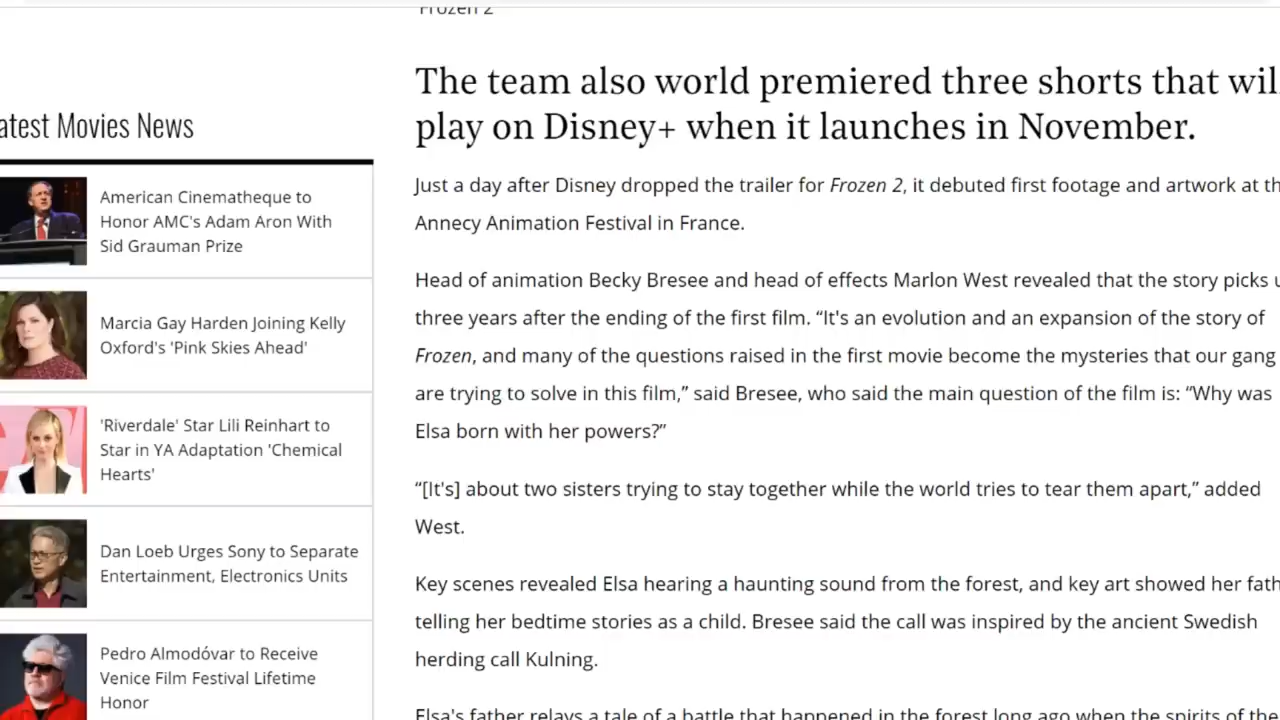 Frozen 2
The team also world premiered three shorts that
play on Disney+ when it launches in November.
Just a day after Disney dropped the trailer for Frozen 2, it debuted first footage and artwork at
Annecy Animation Festival in France.
Head of animation Becky Bresee and head of effects Marlon West revealed that the story picks
three years after the ending of the first film. “It's an evolution and an expansion of the story of
Frozen, and many of the questions raised in the first movie become the mysteries that our gang
are trying to solve in this film,” said Bresee, who said the main question of the film is: “Why was
Elsa born with her powers?”
“[It's] about two sisters trying to stay together while the world tries to tear them apart,” added
West.
Key scenes revealed Elsa hearing a haunting sound from the forest, and key art showed her
telling her bedtime stories as a child. Bresee said the call was inspired by the ancient Swedish
herding call Kulning.
Elsa's father relays a tale of a battle that happened in the forest long ago when the spirits of the
atest Movies News
American Cinematheque to
Honor AMC's Adam Aron With
Sid Grauman Prize
Marcia Gay Harden Joining Kelly
Oxford's 'Pink Skies Ahead'
'Riverdale' Star Lili Reinhart to
Star in YA Adaptation 'Chemical
Hearts'
Dan Loeb Urges Sony to Separate
Entertainment, Electronics Units
Pedro Almodóvar to Receive
Venice Film Festival Lifetime
Honor